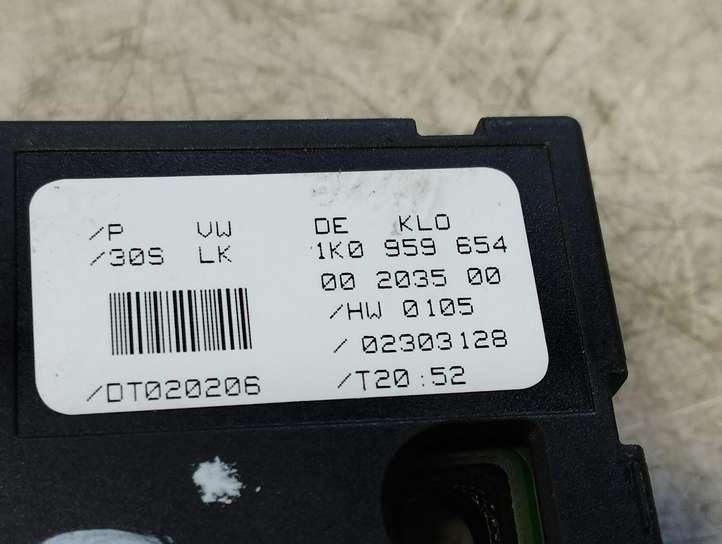 /P VW DE KLO
/30S LK 1K0 959 654
00 2035 00
/HW 0105
/02303128
/DT020206 /T20:52